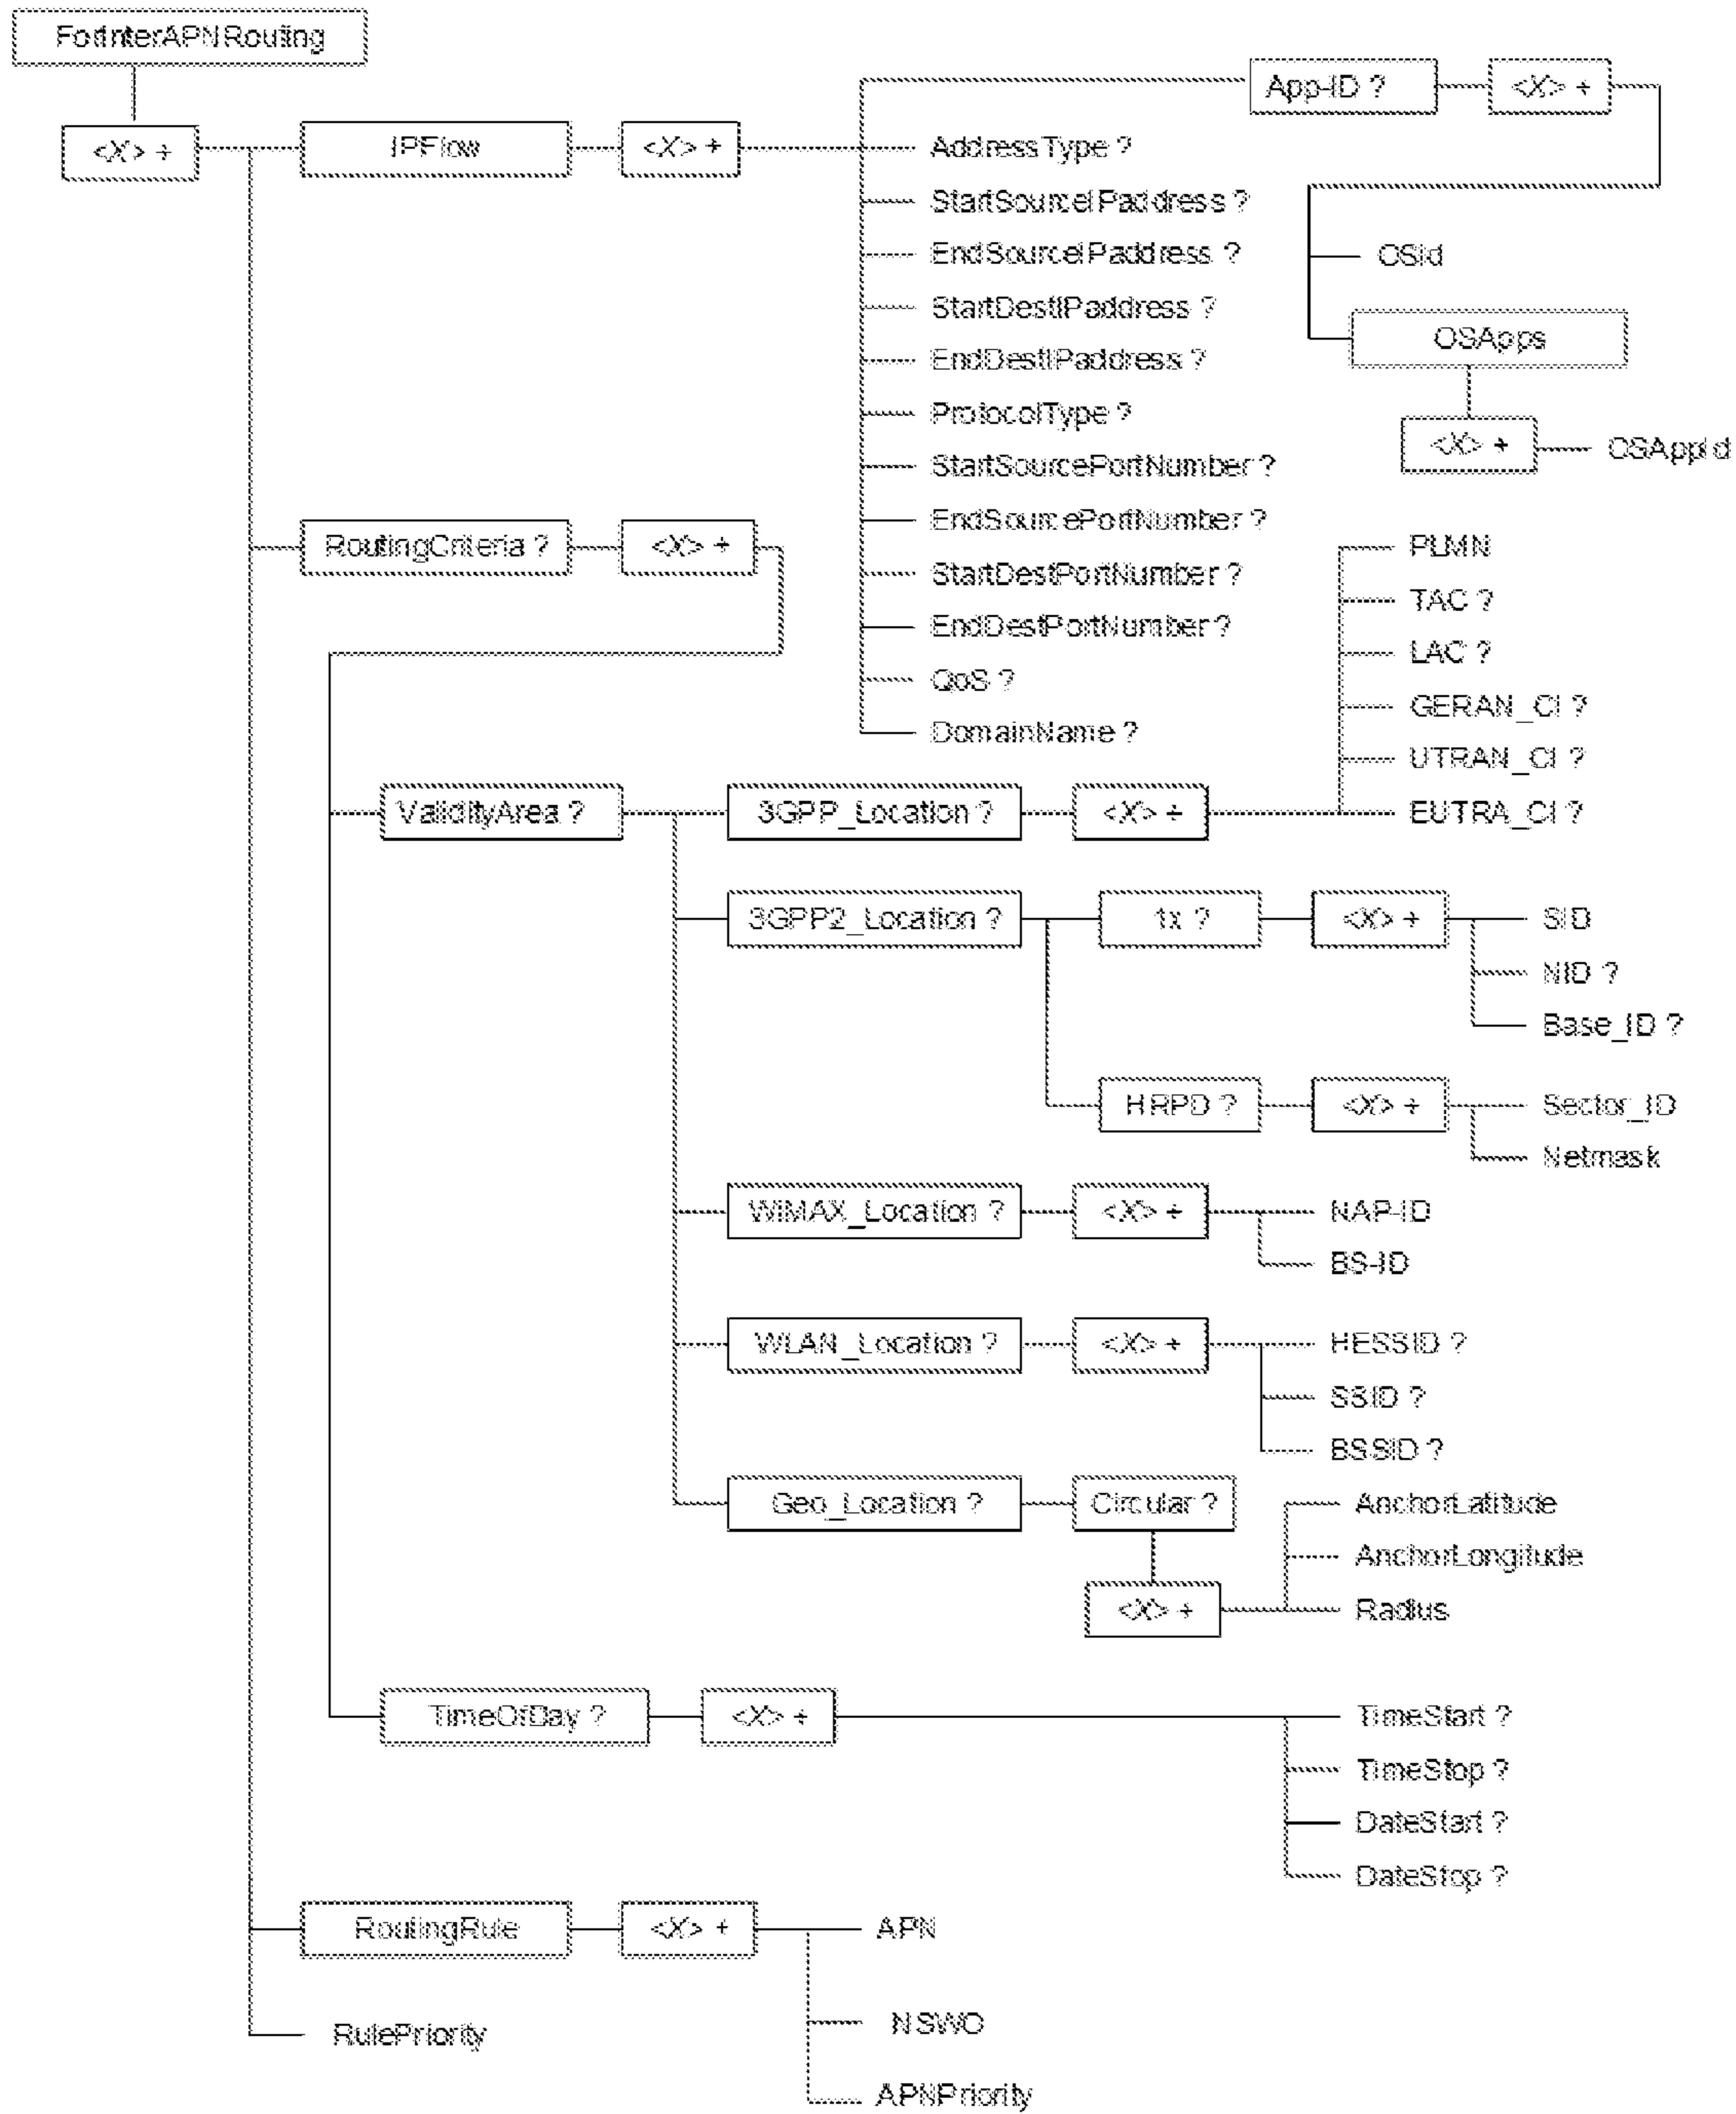 ForInterAPNRouting
<X> +
IPFlow
<X> +
App-ID ?
<X> +
AddressType ?
StartSourceIPaddress ?
EndSourceIPaddress ?
StartDestIPaddress ?
EndDestIPaddress ?
ProtocolType ?
StartSourcePortNumber ?
EndSourcePortNumber ?
StartDestPortNumber ?
EndDestPortNumber ?
QoS ?
DomainName ?
OSId
OSApps
<X> +
OSAppId
RoutingCriteria ?
<X> +
ValidityArea ?
3GPP_Location ?
<X> +
PLMN
TAC ?
LAC ?
GERAN_CI ?
UTRAN_CI ?
EUTRA_CI ?
3GPP2_Location ?
1x ?
<X> +
SID
NID ?
Base_ID ?
HRPD ?
<X> +
Sector_ID
Netmask
WiMAX_Location ?
<X> +
NAP-ID
BS-ID
WLAN_Location ?
<X> +
HESSID ?
SSID ?
BSSID ?
Geo_Location ?
Circular ?
<X> +
AnchorLatitude
AnchorLongitude
Radius
TimeOfDay ?
<X> +
TimeStart ?
TimeStop ?
DateStart ?
DateStop ?
RoutingRule
<X> +
APN
NSWO
APNPriority
RulePriority